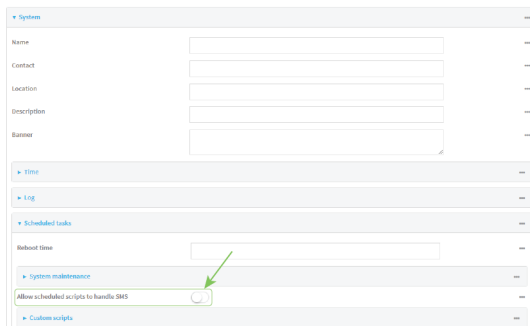 ▾ System
Name
Contact
Location
Description
Banner
▸ Time
▸ Log
▾ Scheduled tasks
Reboot time
▸ System maintenance
Allow scheduled scripts to handle SMS
▸ Custom scripts